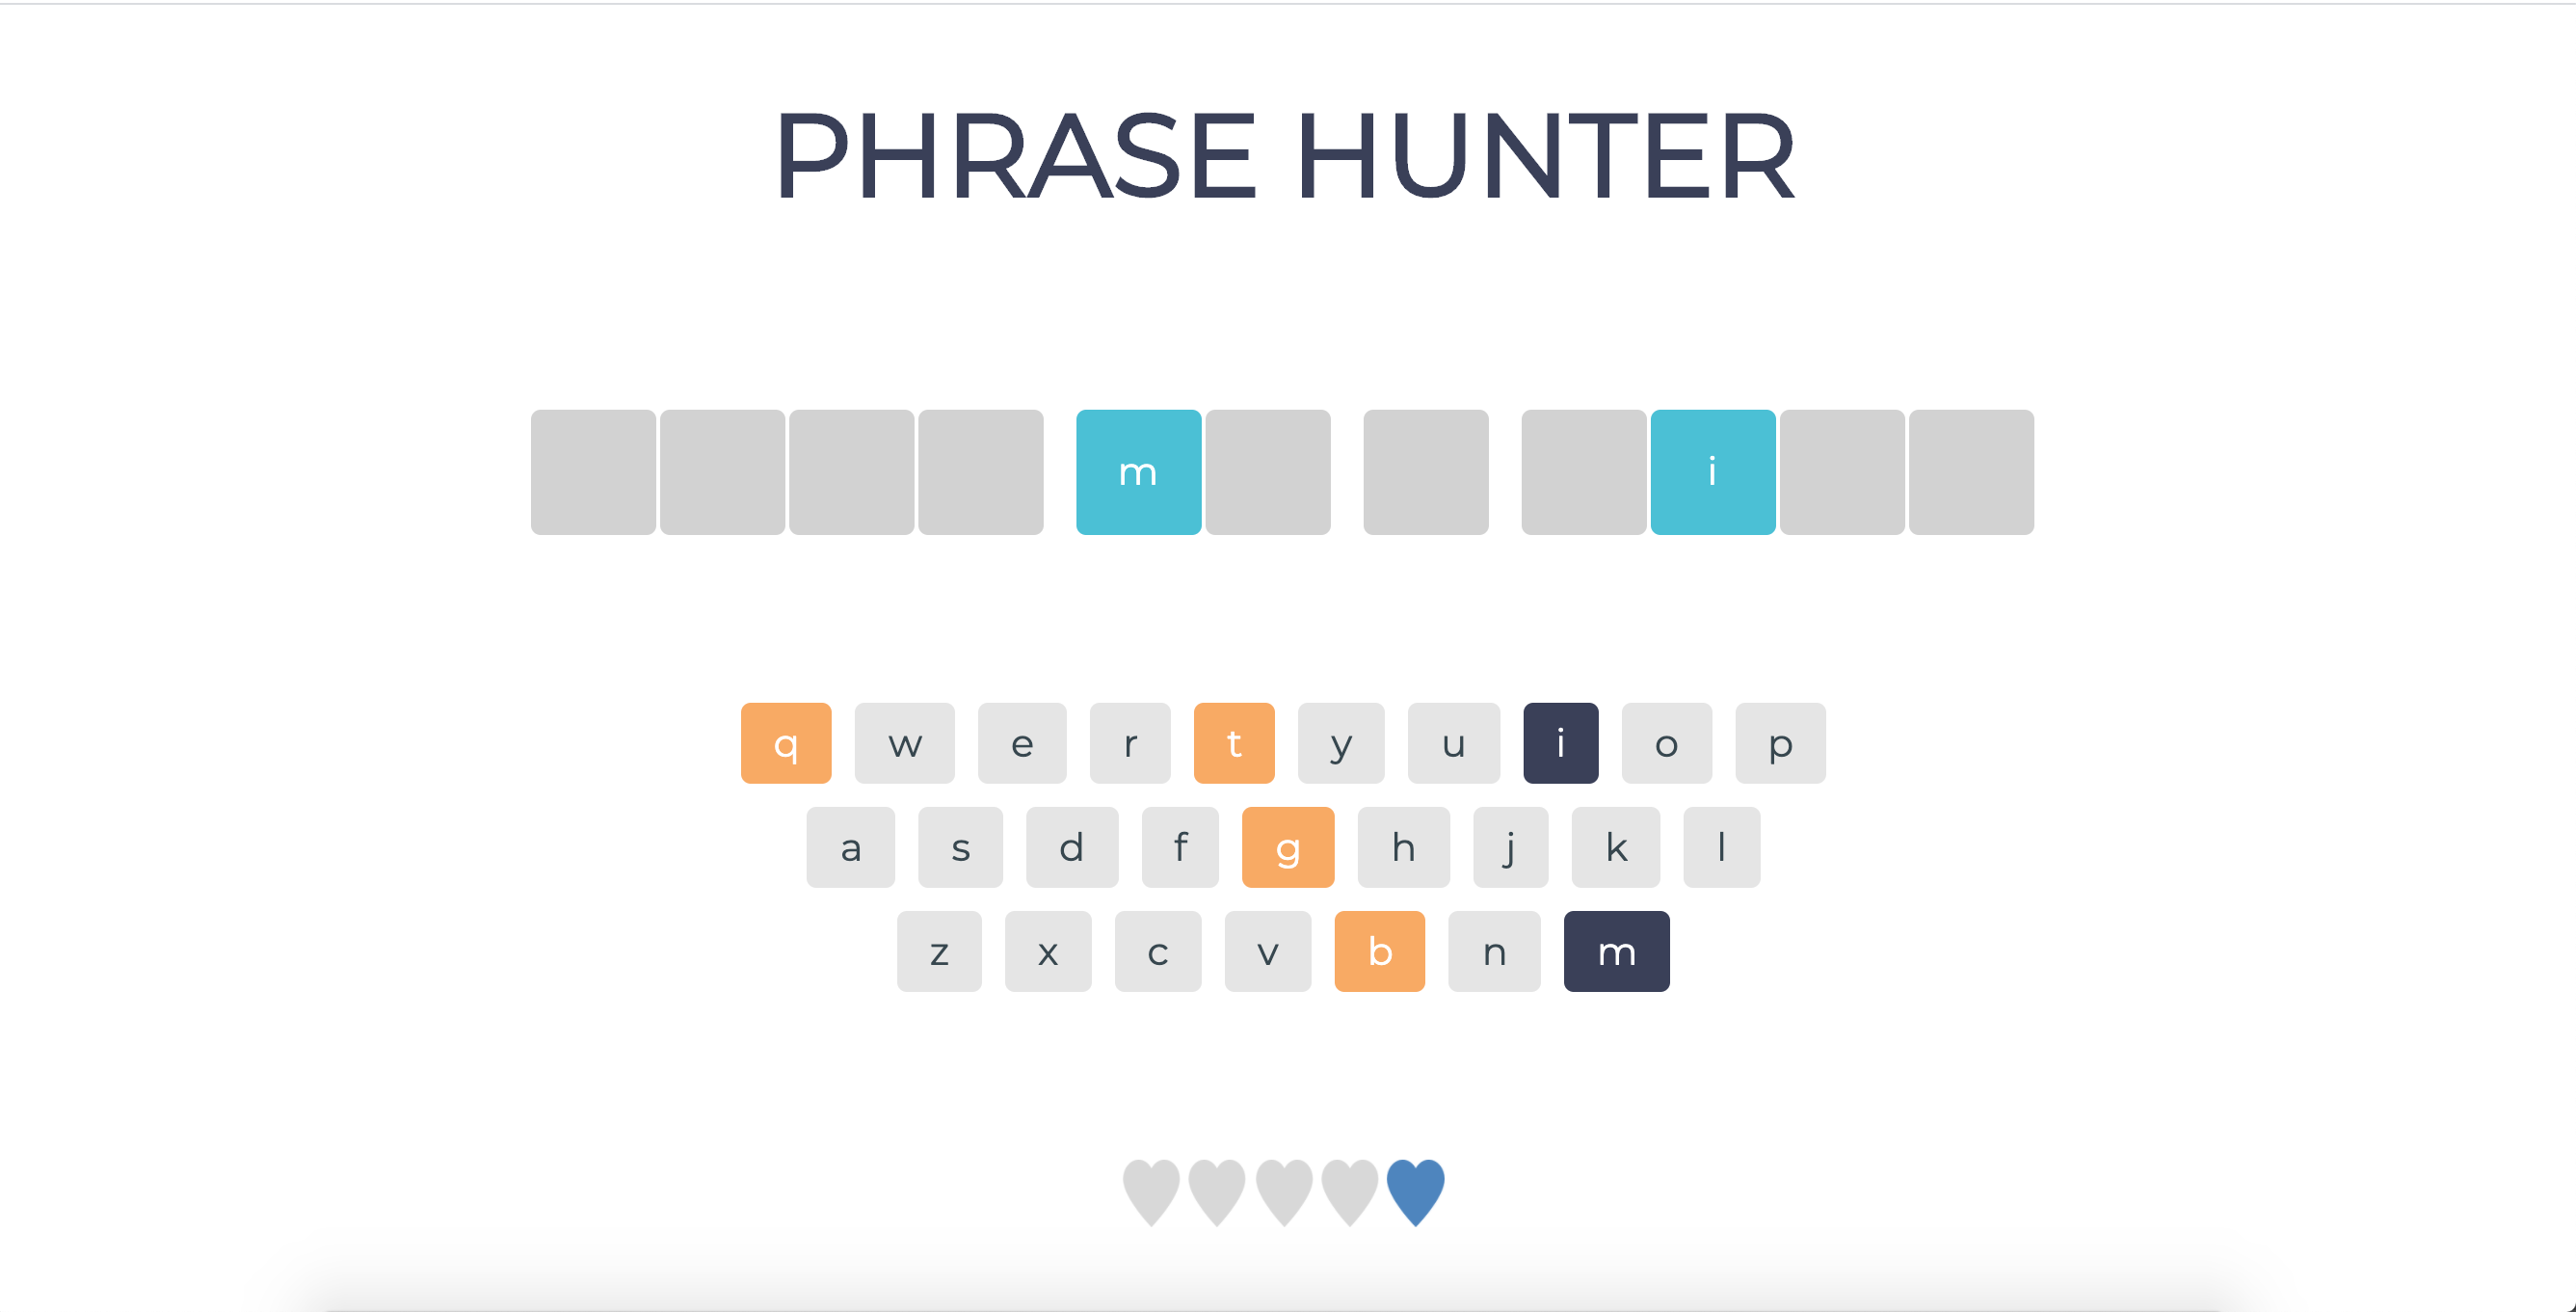 PHRASE HUNTER
m i
q w e r t y u i o p
a s d f g h j k l
z x c v b n m